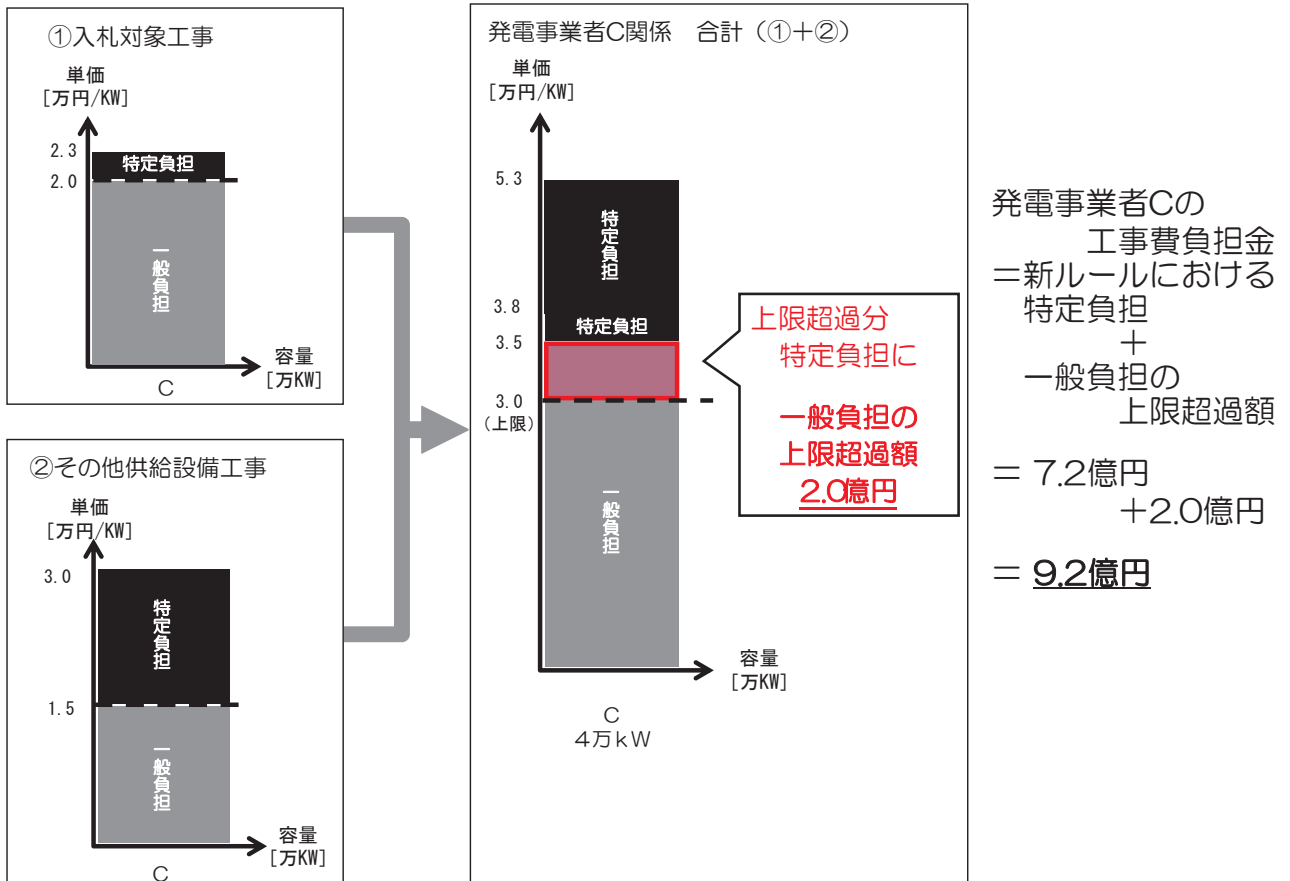 ①入札対象工事
単価
[万円/KW]
2.3
2.0
特定負担
一般負担
容量
[万KW]
C
②その他供給設備工事
単価
[万円/KW]
3.0
1.5
特定負担
一般負担
容量
[万KW]
C
発電事業者C関係 合計(①+②)
単価
[万円/KW]
5.3
3.8
3.5
3.0
(上限)
特定負担
特定負担
一般負担
容量
[万KW]
C
4万kW
上限超過分
特定負担に
一般負担の
上限超過額
2.0億円
発電事業者Cの
工事費負担金
=新ルールにおける
特定負担
+
一般負担の
上限超過額
= 7.2億円
+2.0億円
= 9.2億円